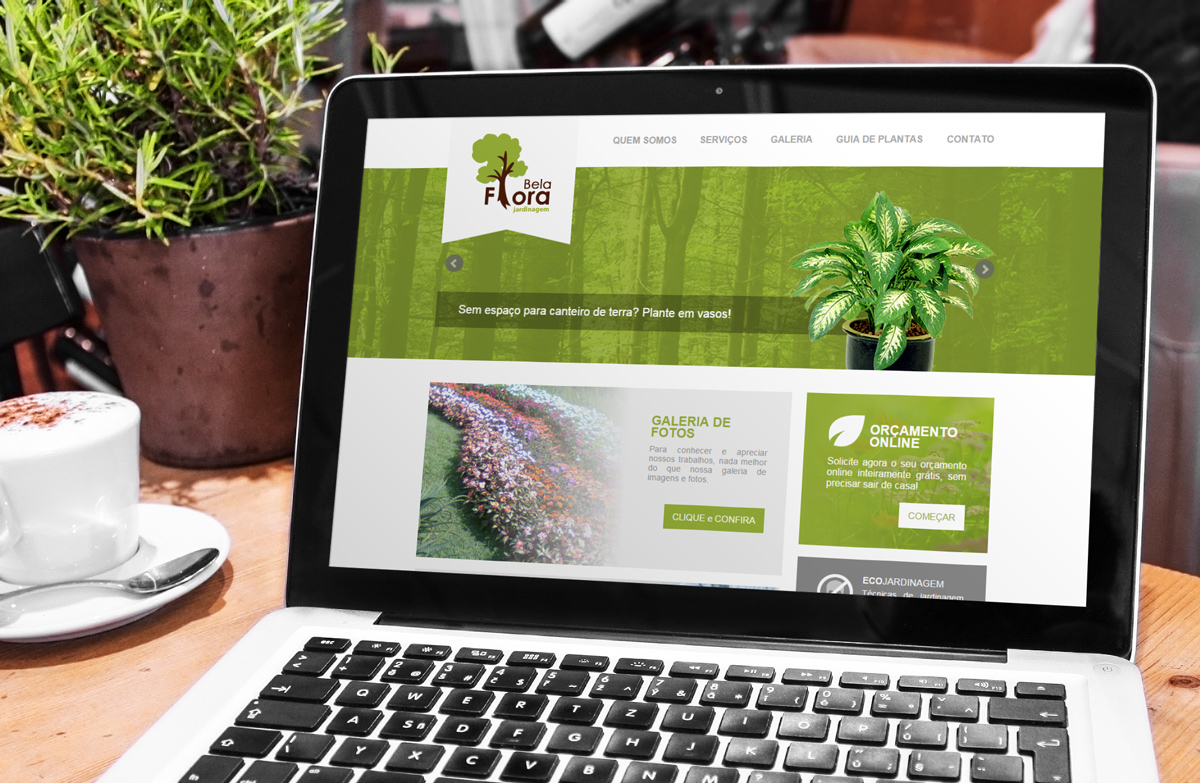 QUEM SOMOS SERVIÇOS GALERIA GUIA DE PLANTAS CONTATO
Bela
Flora
jardinagem
Sem espaço para canteiro de terra? Plante em vasos!
GALERIA DE
FOTOS
Para conhecer e apreciar
nossos trabalhos, nada melhor
do que nossa galeria de
imagens e fotos.
CLIQUE e CONFIRA
ORÇAMENTO
ONLINE
Solicite agora o seu orçamento
online inteiramente grátis, sem
precisar sair de casa!
COMEÇAR
ECOJARDINAGEM
Técnicas de jardinagem
esc
Q W E R T Z U I O P
A S D F G H J K L
Y X C V B N M